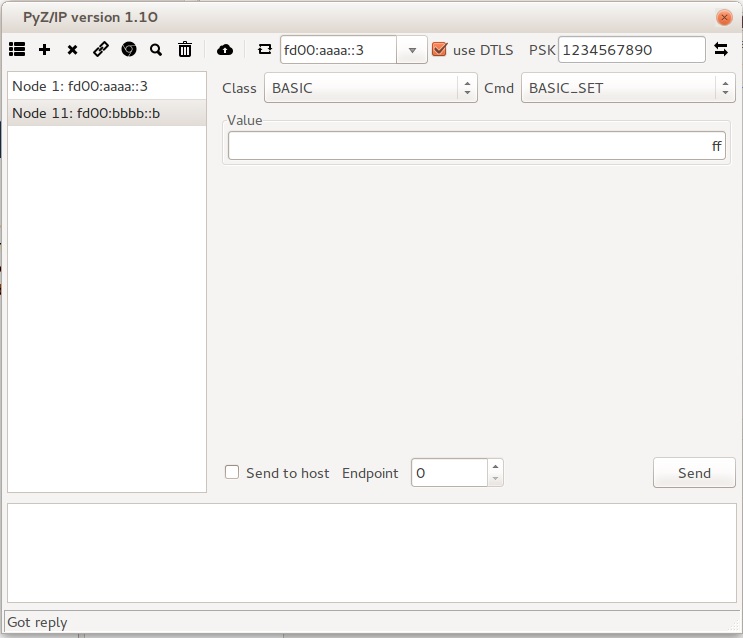 PyZ/IP version 1.10
fd00:aaaa::3 use DTLS PSK 1234567890
Node 1: fd00:aaaa::3
Node 11: fd00:bbbb::b
Class BASIC Cmd BASIC_SET
Value
ff
Send to host Endpoint 0 Send
Got reply